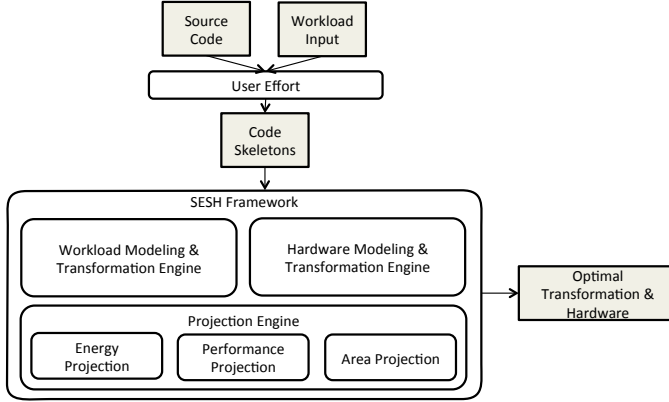 Source
Code
Workload
Input
User Effort
Code
Skeletons
SESH Framework
Workload Modeling &
Transformation Engine
Hardware Modeling &
Transformation Engine
Optimal
Transformation &
Hardware
Projection Engine
Energy
Projection
Performance
Projection
Area Projection